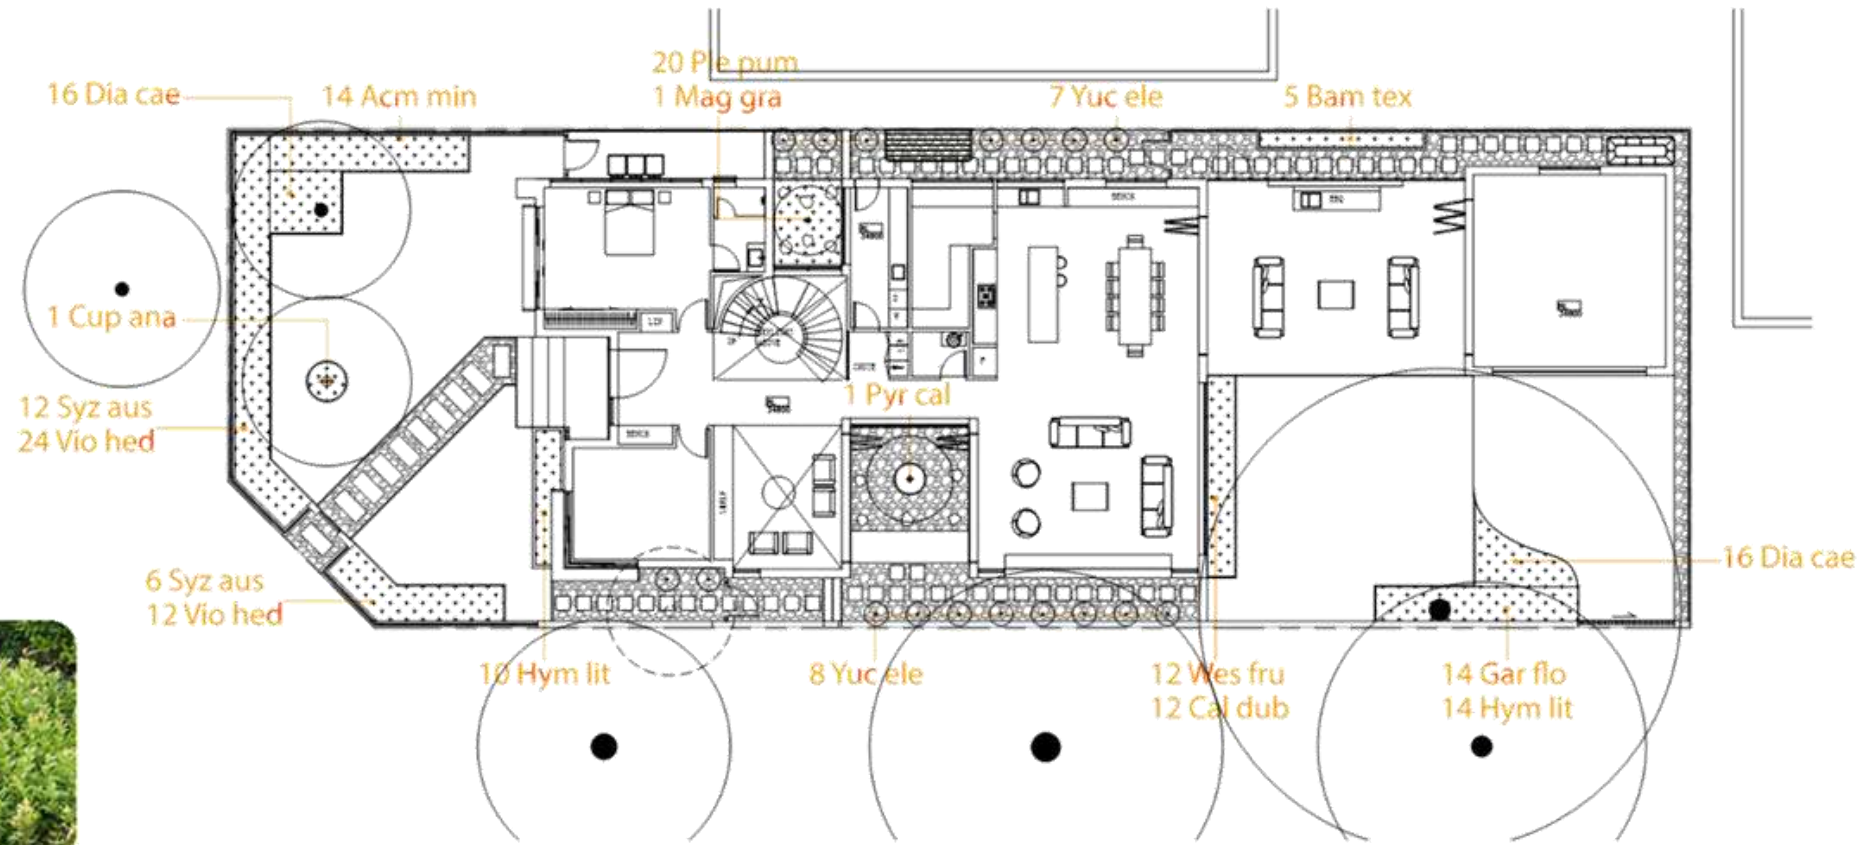 20 Ple pum
16 Dia cae
14 Acm min
1 Mag gra
7 Yuc ele
5 Bam tex
1 Cup ana
12 Syz aus
24 Vio hed
1 Pyr cal
BENCH
BENCH
UP
6 Syz aus
12 Vio hed
16 Dia cae
10 Hym lit
8 Yuc ele
12 Wes fru
12 Cal dub
14 Gar flo
14 Hym lit